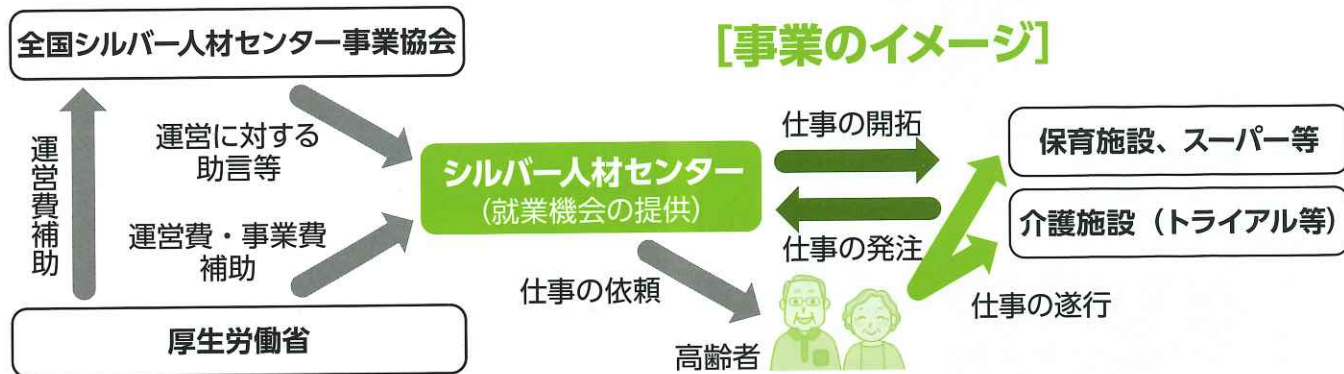 全国シルバー人材センター事業協会
[事業のイメージ]
運営費補助
運営に対する
助言等
運営費・事業費
補助
厚生労働省
シルバー人材センター
(就業機会の提供)
仕事の開拓
仕事の発注
保育施設、スーパー等
介護施設（トライアル等）
仕事の依頼
高齢者
仕事の遂行